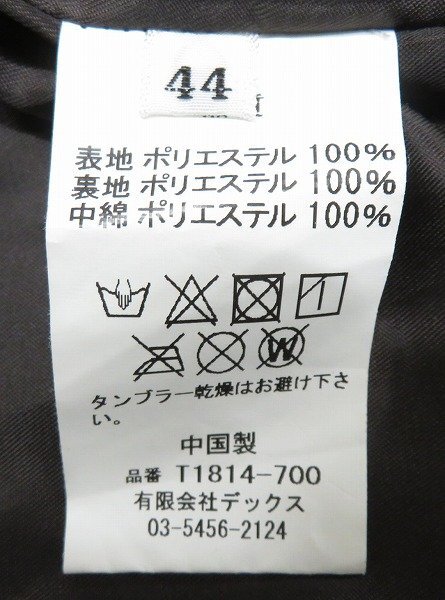 44
表地 ポリエステル 100%
裏地 ポリエステル 100%
中綿 ポリエステル 100%
W
タンブラー乾燥はお避け下さ
い。
中国製
品番 T1814-700
有限会社デックス
03-5456-2124